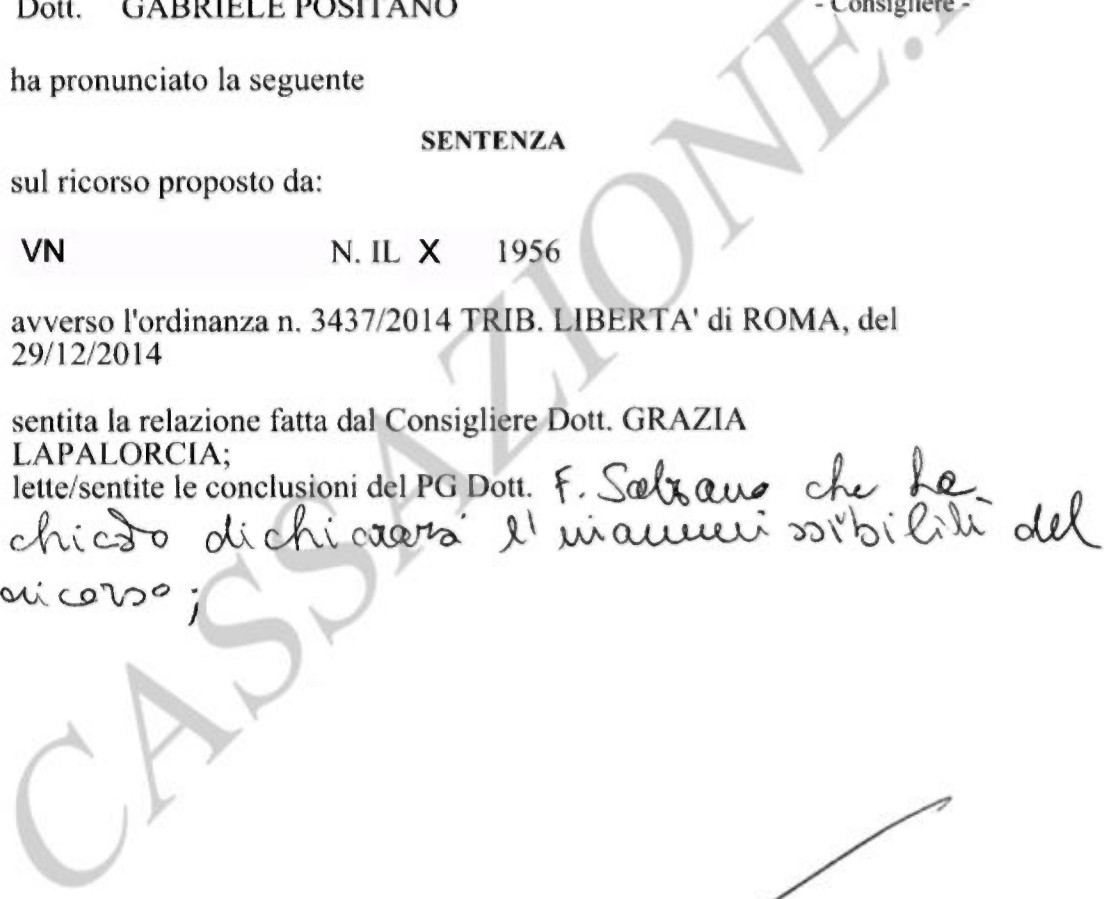 Dott. GABRIELE POSITANO - Consigliere -
ha pronunciato la seguente
SENTENZA
sul ricorso proposto da:
VN N. IL X 1956
avverso l'ordinanza n. 3437/2014 TRIB. LIBERTA' di ROMA, del
29/12/2014
sentita la relazione fatta dal Consigliere Dott. GRAZIA
LAPALORCIA;
lette/sentite le conclusioni del PG Dott. F. Salzano che ha
chiesto dichiararsi l'inammissibilità del
ricorso;
CASSAZIONE.